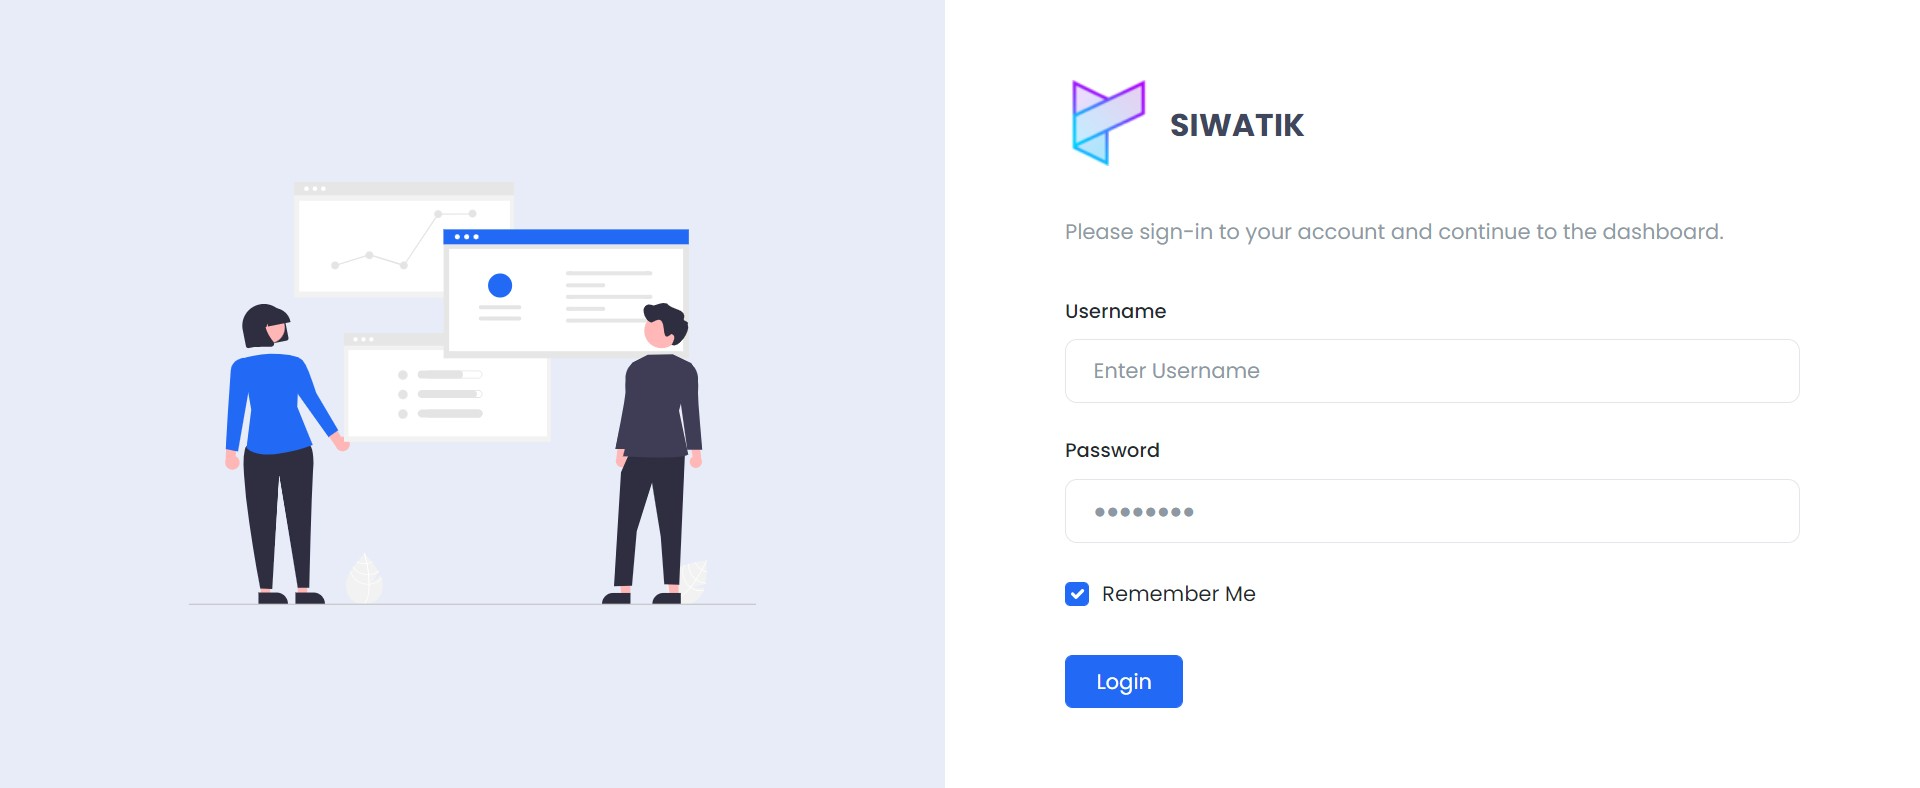 SIWATIK
Please sign-in to your account and continue to the dashboard.
Username
Enter Username
Password
••••••••
Remember Me
Login